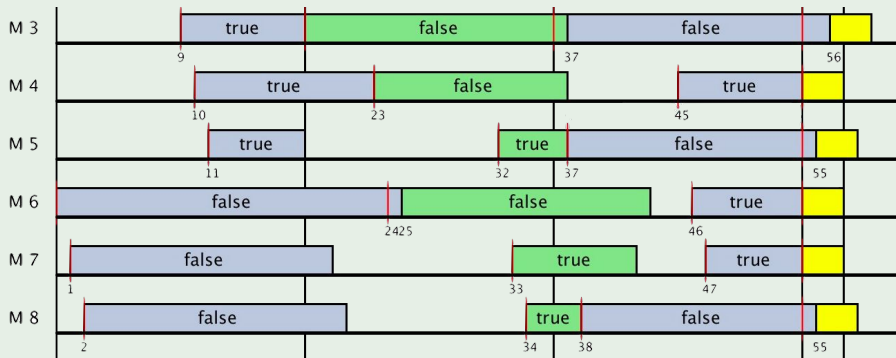 M 3 true false false
9 37 56
M 4 true false true
10 23 45
M 5 true true false
11 32 37 55
M 6 false false true
2425 46
M 7 false true true
1 33 47
M 8 false true false
2 34 38 55